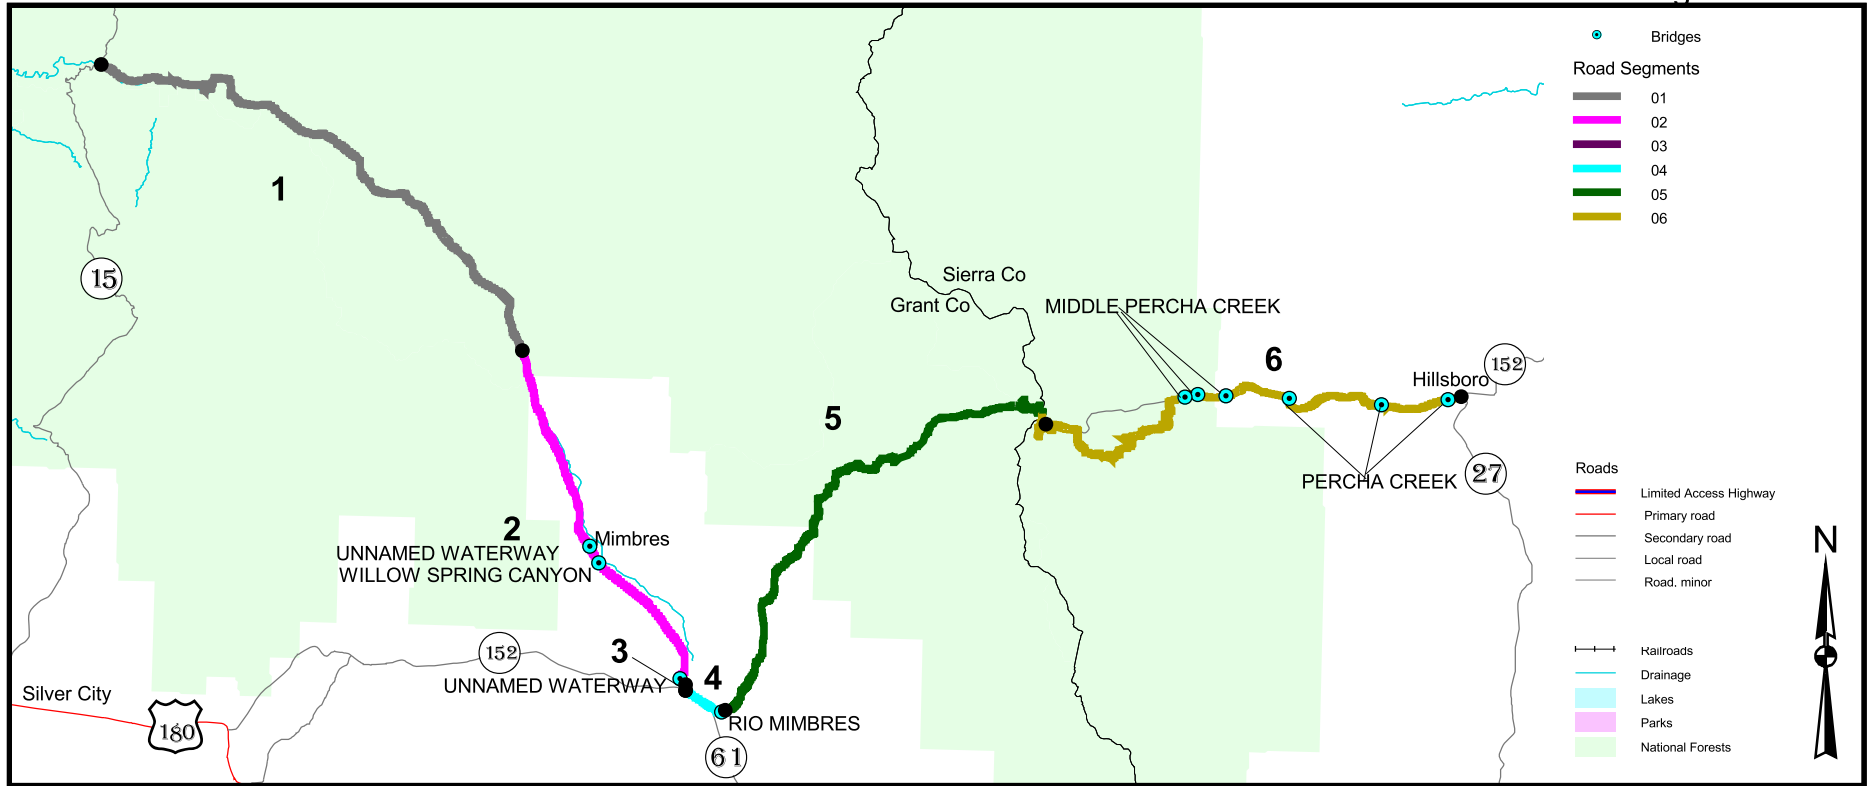 Bridges
Road Segments
01
02
03
04
05
06
1
15
Sierra Co
Grant Co
MIDDLE PERCHA CREEK
6
152
Hillsboro
5
27
PERCHA CREEK
2
Mimbres
UNNAMED WATERWAY
WILLOW SPRING CANYON
3
152
4
UNNAMED WATERWAY
Silver City
180
RIO MIMBRES
61
Roads
Limited Access Highway
Primary road
Secondary road
Local road
Road, minor
N
Railroads
Drainage
Lakes
Parks
National Forests